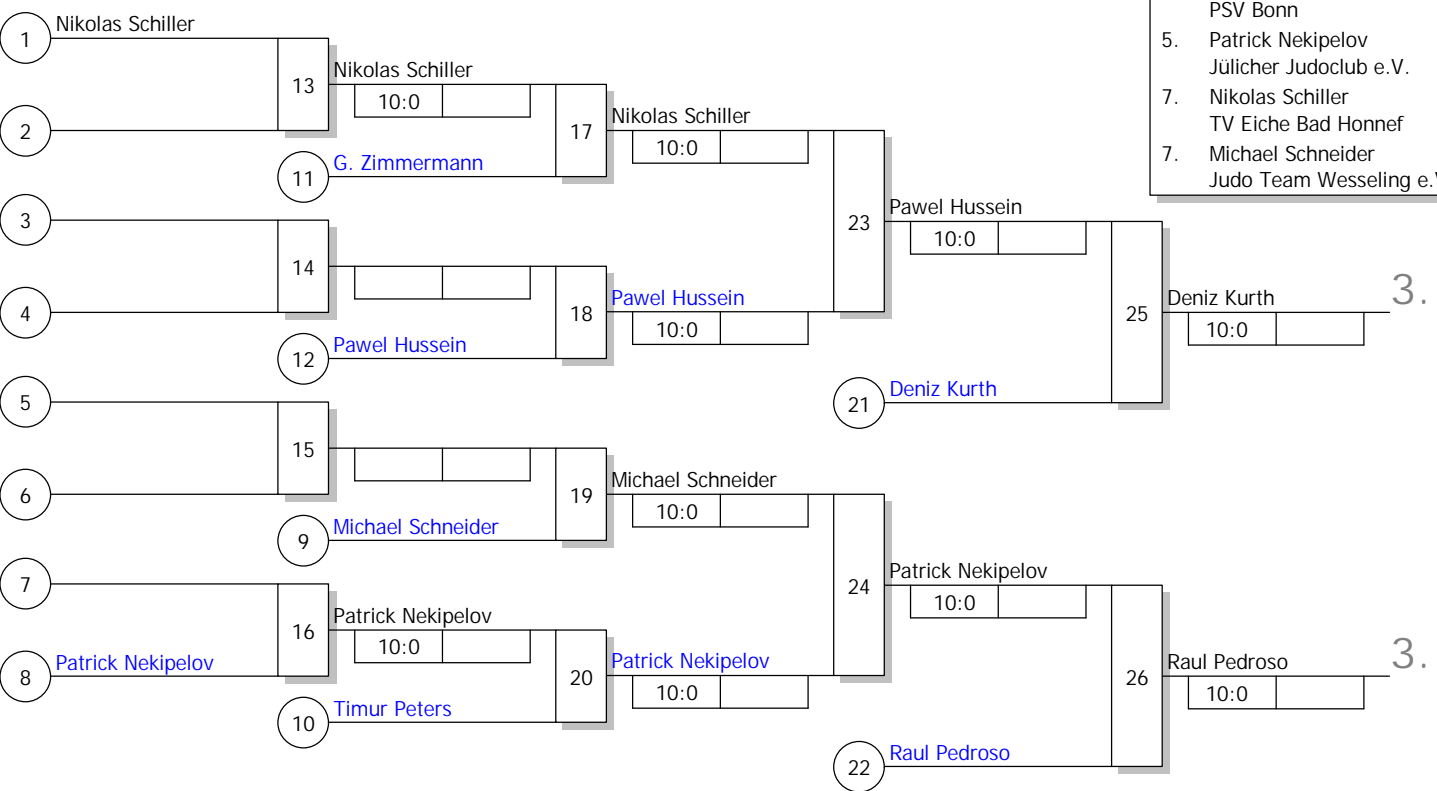 PSV Bonn
5. Patrick Nekipelov
Jülicher Judoclub e.V.
7. Nikolas Schiller
TV Eiche Bad Honnef
7. Michael Schneider
Judo Team Wesseling
1 Nikolas Schiller
13 Nikolas Schiller
10:0
2
17 Nikolas Schiller
10:0
11 G. Zimmermann
3
23 Pawel Hussein
10:0
14
4
18 Pawel Hussein
10:0
12 Pawel Hussein
25 Deniz Kurth 3.
10:0
5
21 Deniz Kurth
15
6
19 Michael Schneider
10:0
9 Michael Schneider
7
24 Patrick Nekipelov
10:0
16 Patrick Nekipelov
10:0
8 Patrick Nekipelov
20 Patrick Nekipelov
10:0
10 Timur Peters
26 Raul Pedroso 3.
10:0
22 Raul Pedroso